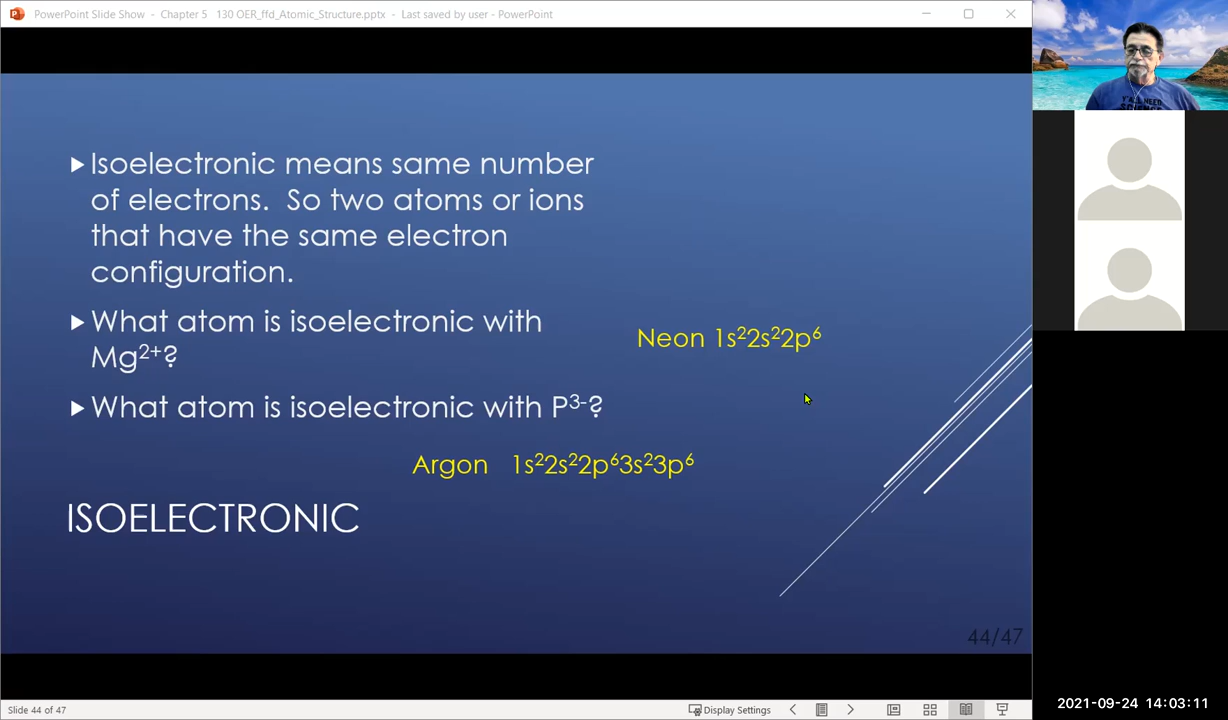 PowerPoint Slide Show - Chapter 5 130 OER_ffd_Atomic_Structure.pptx - Last saved by user - PowerPoint
Y'ALL NEED
SCIENCE
▶Isoelectronic means same number
of electrons. So two atoms or ions
that have the same electron
configuration.
▶What atom is isoelectronic with
Mg²⁺?
Neon 1s²2s²2p⁶
▶What atom is isoelectronic with P³⁻?
Argon 1s²2s²2p⁶3s²3p⁶
ISOELECTRONIC
44/47
Slide 44 of 47
Display Settings
2021-09-24 14:03:11